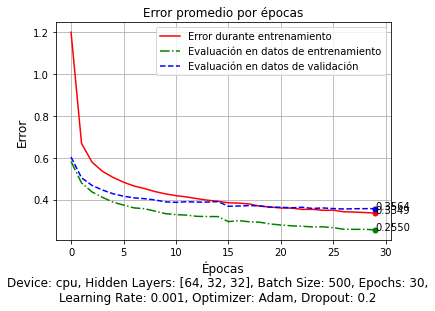 Error promedio por épocas
Error durante entrenamiento
Evaluación en datos de entrenamiento
Evaluación en datos de validación
Error
1.2
1.0
0.8
0.6
0.4
0.3564
0.3349
0.2550
0 5 10 15 20 25 30
Épocas
Device: cpu, Hidden Layers: [64, 32, 32], Batch Size: 500, Epochs: 30,
Learning Rate: 0.001, Optimizer: Adam, Dropout: 0.2